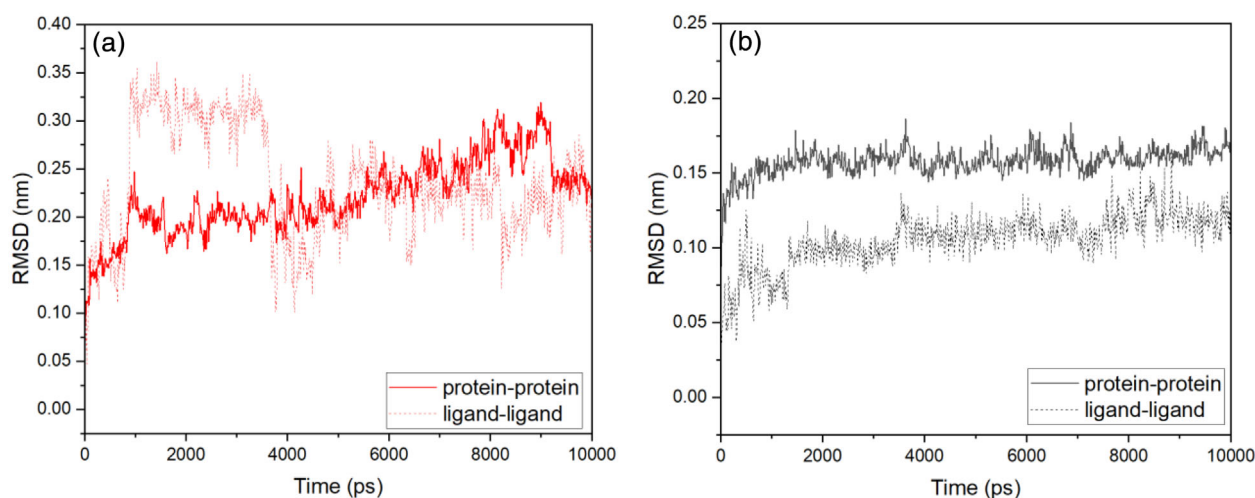 (a)
RMSD (nm)
0.40
0.35
0.30
0.25
0.20
0.15
0.10
0.05
0.00
protein-protein
ligand-ligand
0 2000 4000 6000 8000 10000
Time (ps)
(b)
RMSD (nm)
0.25
0.20
0.15
0.10
0.05
0.00
protein-protein
ligand-ligand
0 2000 4000 6000 8000 10000
Time (ps)